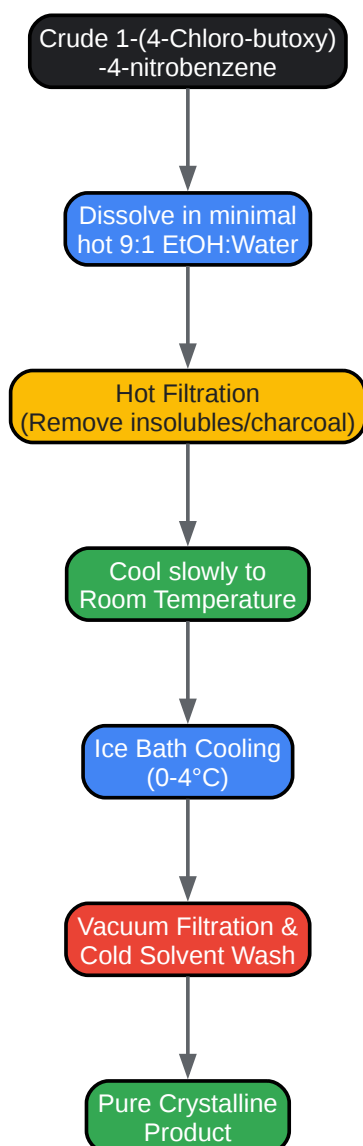 Crude 1-(4-Chloro-butoxy)
-4-nitrobenzene
Dissolve in minimal
hot 9:1 EtOH:Water
Hot Filtration
(Remove insolubles/charcoal)
Cool slowly to
Room Temperature
Ice Bath Cooling
(0-4°C)
Vacuum Filtration &
Cold Solvent Wash
Pure Crystalline
Product